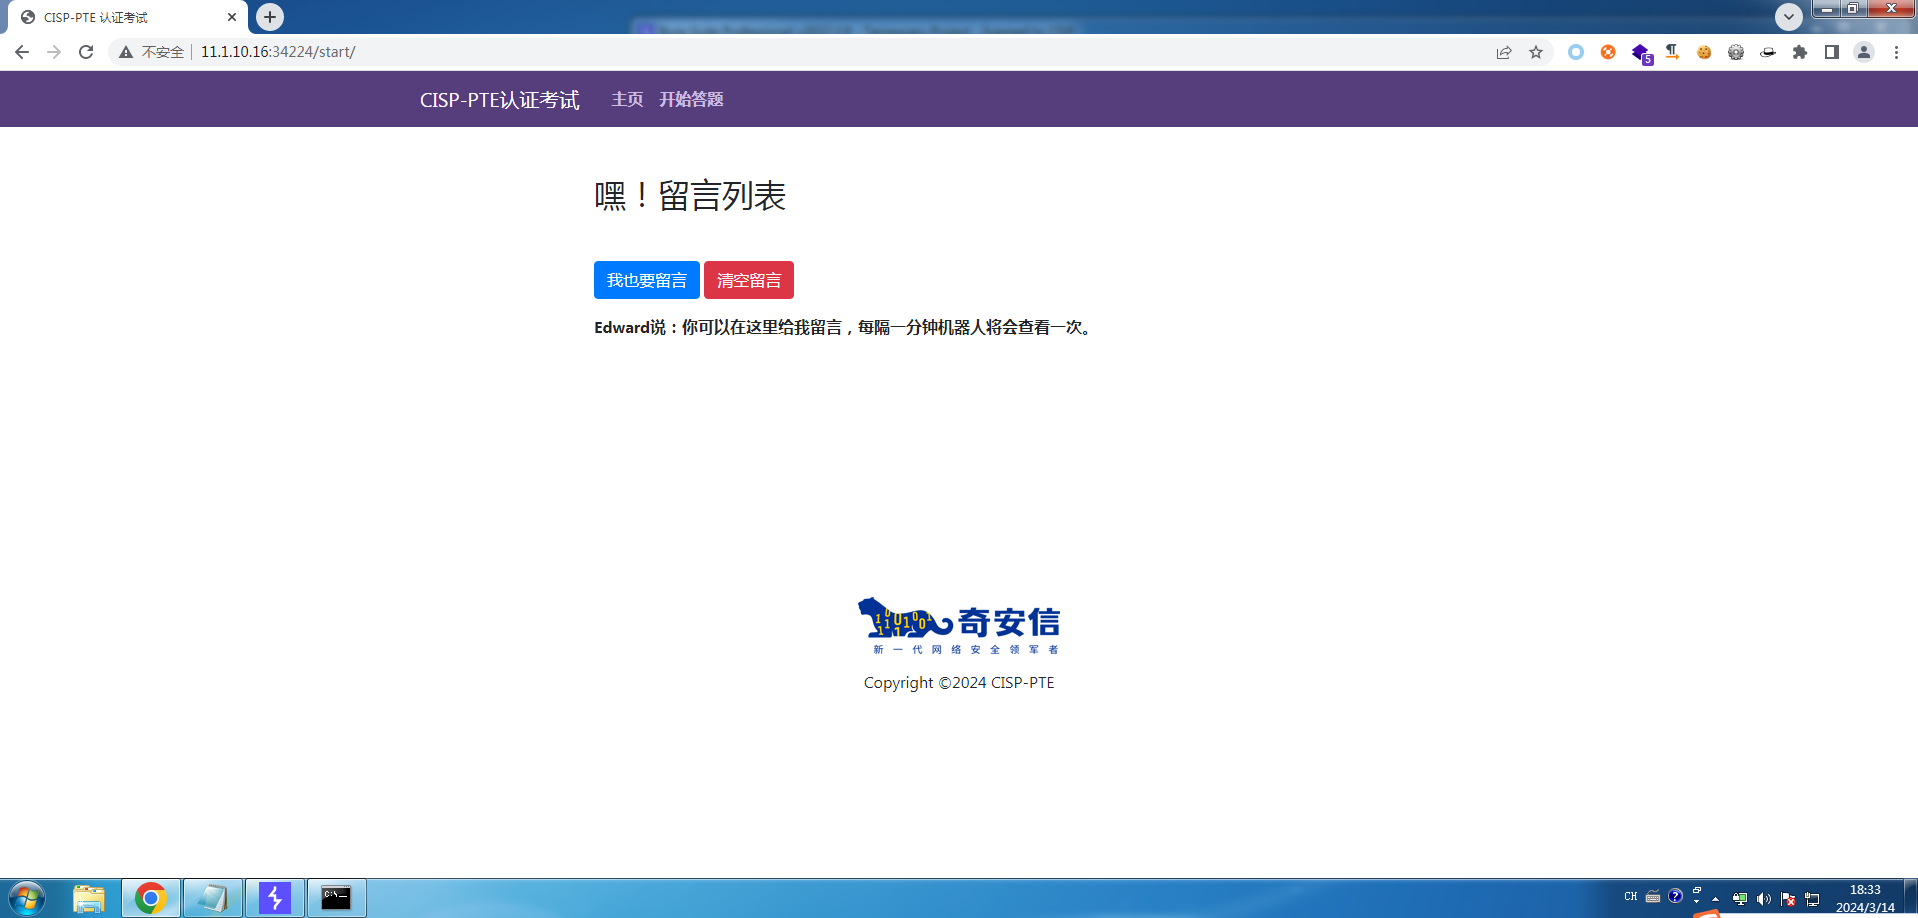 CISP-PTE 认证考试
不安全 11.1.10.16:34224/start/
5
CISP-PTE认证考试 主页 开始答题
嘿！留言列表
我也要留言 清空留言
Edward说：你可以在这里给我留言，每隔一分钟机器人将会查看一次。
奇安信
新一代网络安全领军者
Copyright ©2024 CISP-PTE
CH
18:33
2024/3/14